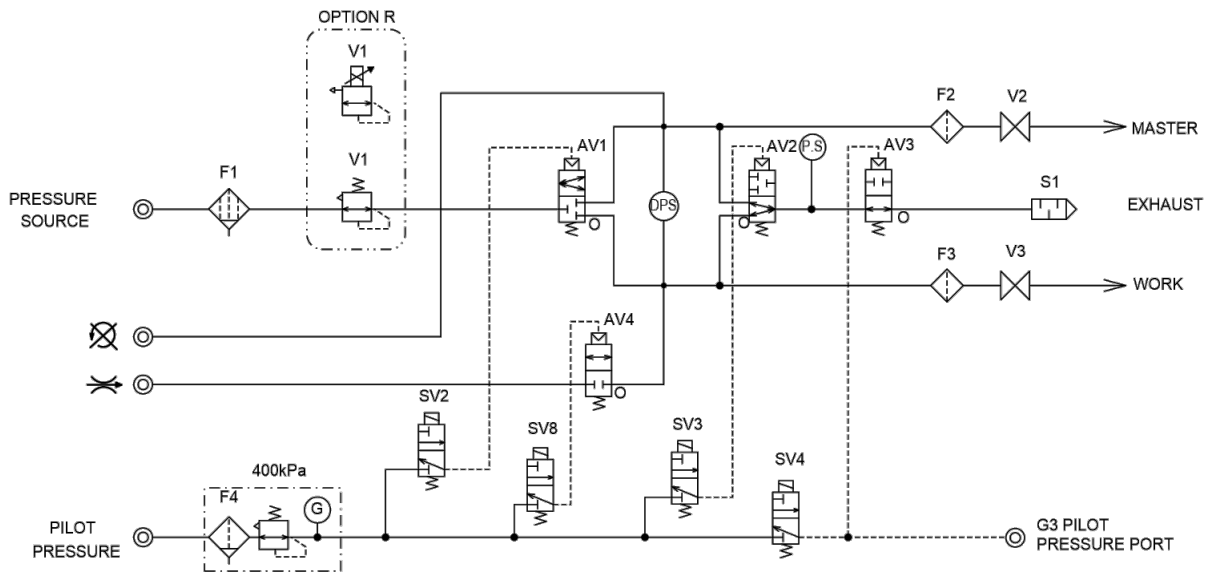 OPTION R
V1
F2
V2
MASTER
AV1
AV2
P.S
AV3
F1
V1
S1
PRESSURE
SOURCE
DPS
O
O
O
EXHAUST
F3
V3
WORK
AV4
O
SV2
SV8
SV3
SV4
400kPa
F4
G
PILOT
PRESSURE
G3 PILOT
PRESSURE PORT